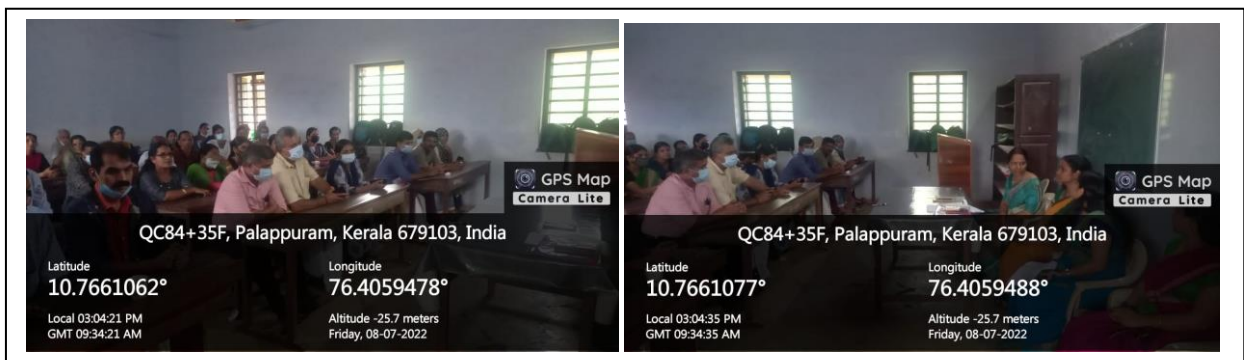 GPS Map
Camera Lite
QC84+35F, Palappuram, Kerala 679103, India
Latitude
10.7661062°
Longitude
76.4059478°
Local 03:04:21 PM
GMT 09:34:21 AM
Altitude -25.7 meters
Friday, 08-07-2022
GPS Map
Camera Lite
QC84+35F, Palappuram, Kerala 679103, India
Latitude
10.7661077°
Longitude
76.4059488°
Local 03:04:35 PM
GMT 09:34:35 AM
Altitude -25.7 meters
Friday, 08-07-2022